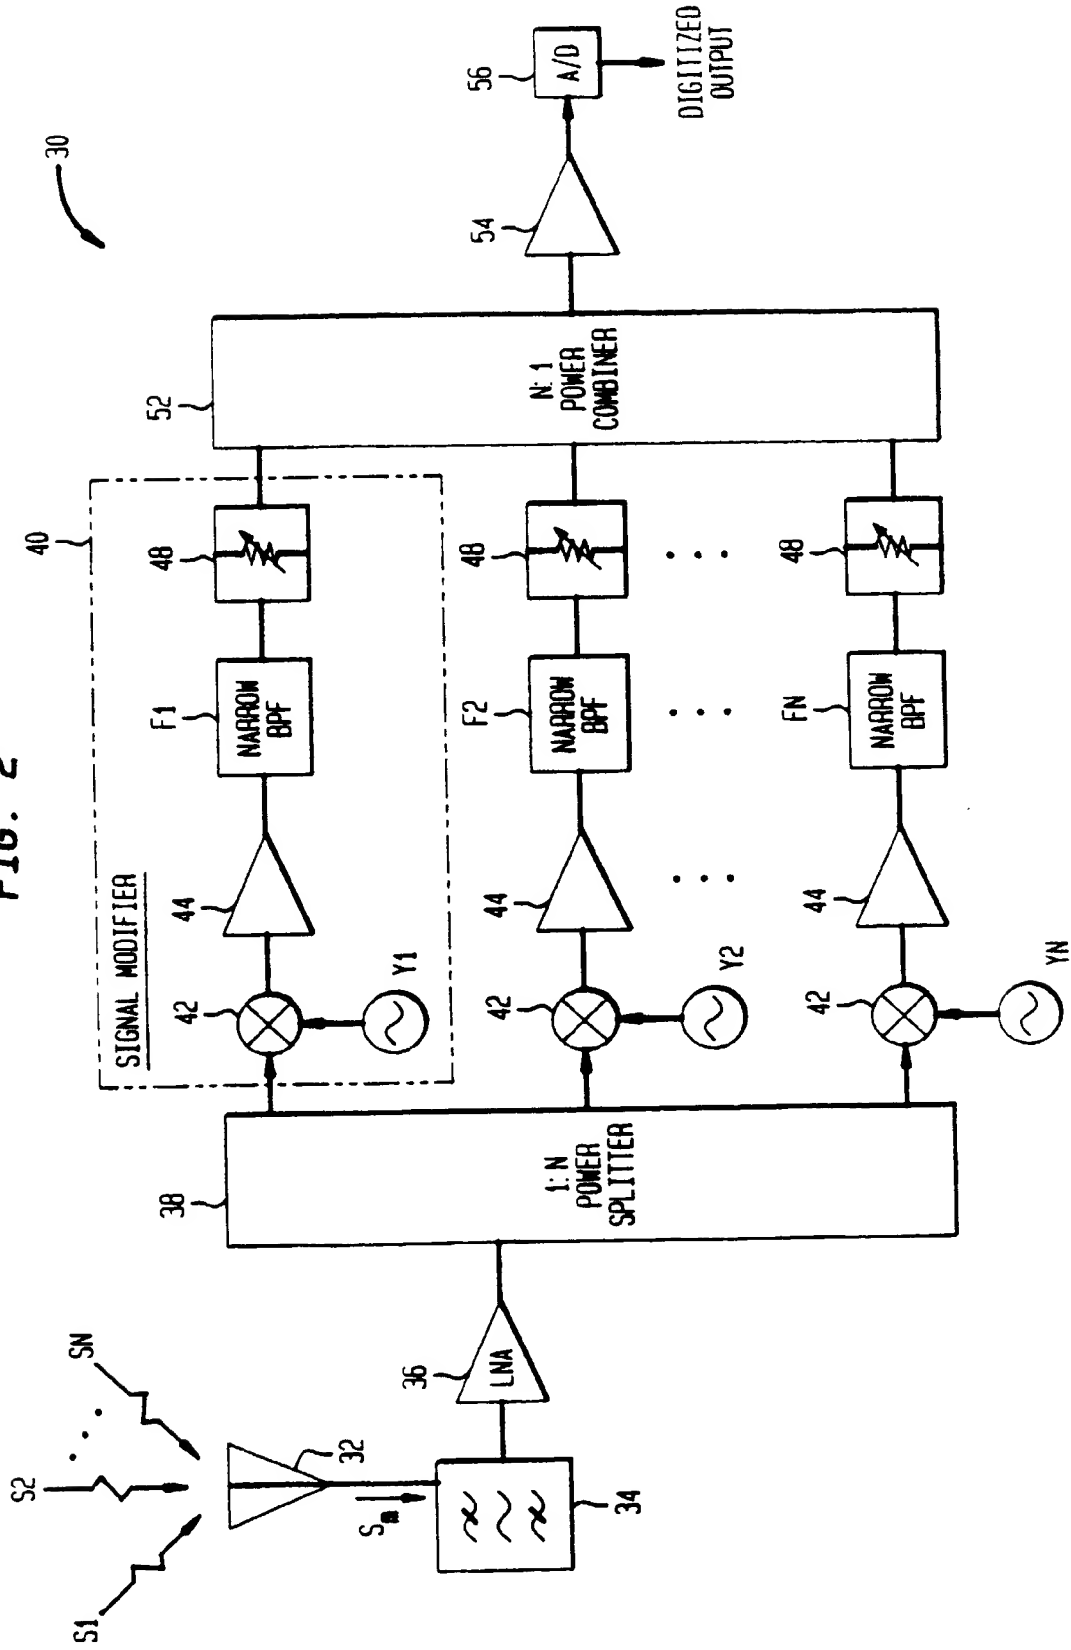 FIG. 2
30
S1
S2
SN
32
Sm
34
36
LNA
38
1:N
POWER
SPLITTER
40
SIGNAL MODIFIER
42
Y1
44
F1
NARROW
BPF
48
42
Y2
44
F2
NARROW
BPF
48
42
YN
44
FN
NARROW
BPF
48
52
N:1
POWER
COMBINER
54
56
A/D
DIGITIZED
OUTPUT